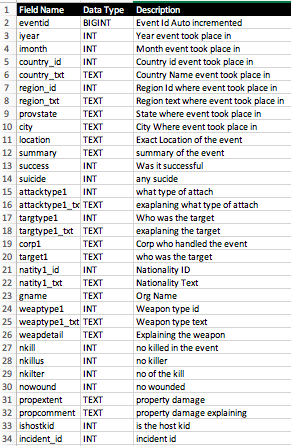 1 Field Name Data Type Description
2 eventid BIGINT Event Id Auto incremented
3 iyear INT Year event took place in
4 imonth INT Month event took place in
5 country_id INT Country id event took place in
6 country_txt TEXT Country Name event took place in
7 region_id INT Region Id where event took place in
8 region_txt TEXT Region text where event took place in
9 provstate TEXT State where event took place in
10 city TEXT City Where event took place in
11 location TEXT Exact Location of the event
12 summary TEXT summary of the event
13 success INT Was it successful
14 suicide INT any sucide
15 attacktype1 INT what type of attach
16 attacktype1_tx TEXT exaplaning what type of attach
17 targtype1 INT Who was the target
18 targtype1_txt TEXT exaplaning the target
19 corp1 TEXT Corp who handled the event
20 target1 TEXT who was the target
21 natity1_id INT Nationality ID
22 natity1_txt TEXT Nationality Text
23 gname TEXT Org Name
24 weaptype1 INT Weapon type id
25 weaptype1_txt TEXT Weapon type text
26 weapdetail TEXT Explaining the weapon
27 nkill INT no killed in the event
28 nkillus INT no killer
29 nkilter INT no of the kill
30 nowound INT no wounded
31 propextent TEXT property damage
32 propcomment TEXT property damage explaining
33 ishostkid INT is the host kid
34 incident_id INT incident id